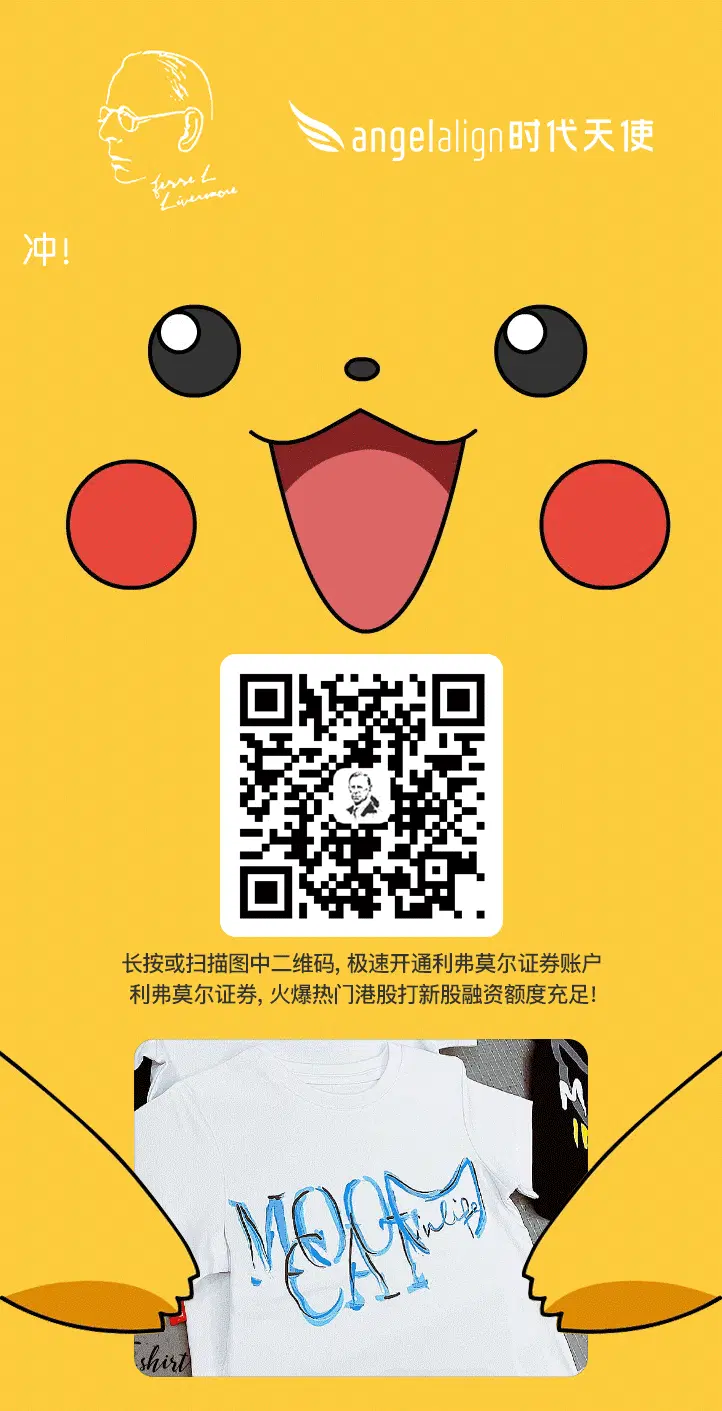 Jesse L
Livermore
angelalign时代天使
冲!
长按或扫描图中二维码, 极速开通利弗莫尔证券账户
利弗莫尔证券, 火爆热门港股打新股融资额度充足!
MOO
CAT
in life
shirt